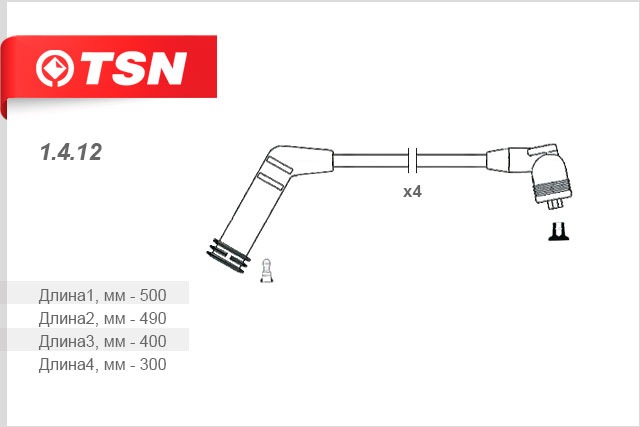 TSN
1.4.12
x4
Длина1, мм - 500
Длина2, мм - 490
Длина3, мм - 400
Длина4, мм - 300